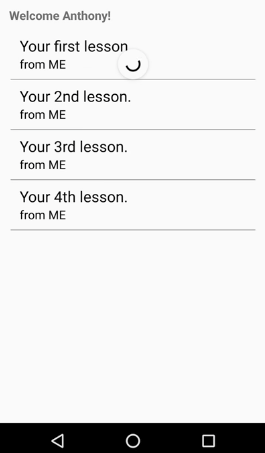 Welcome Anthony!
Your first lesson
from ME
Your 2nd lesson.
from ME
Your 3rd lesson.
from ME
Your 4th lesson.
from ME